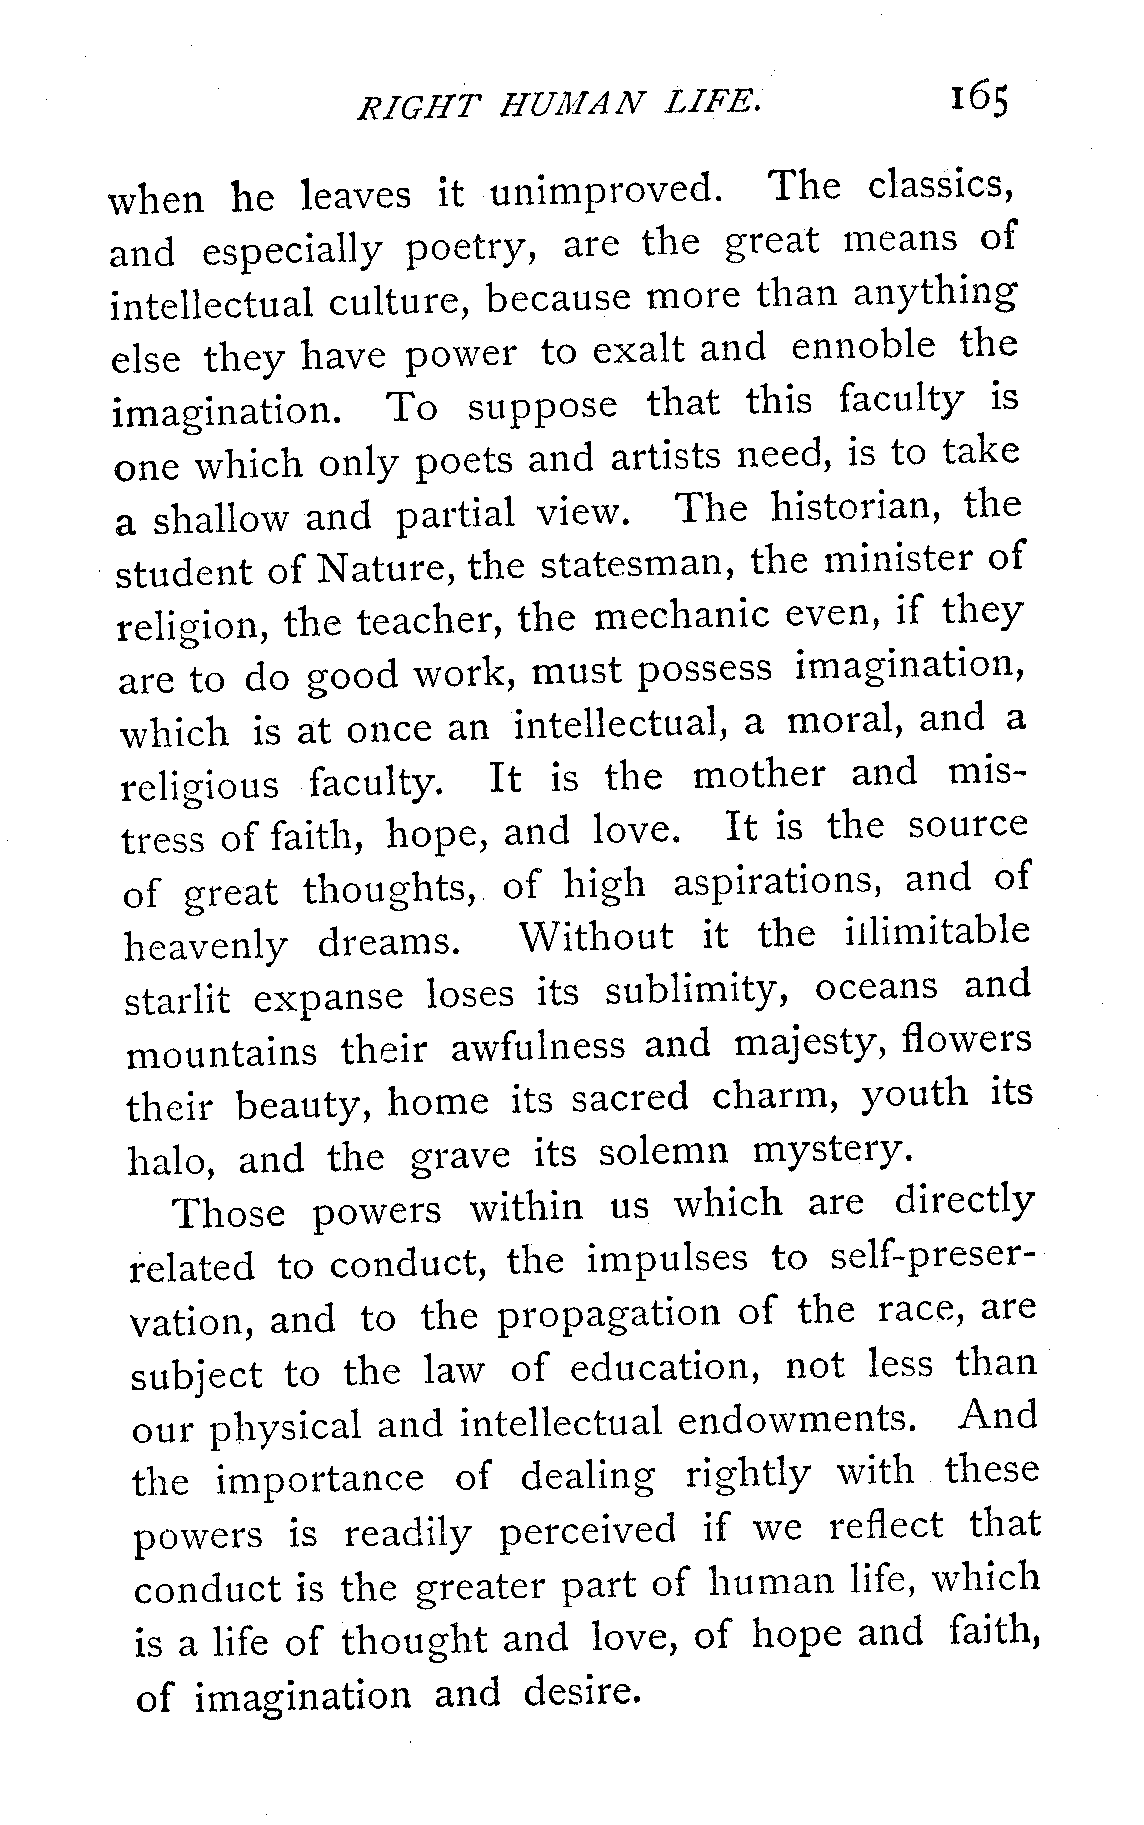 RIGHT HUMAN LIFE. 165
when he leaves it unimproved. The classics,
and especially poetry, are the great means of
intellectual culture, because more than anything
else they have power to exalt and ennoble the
imagination. To suppose that this faculty is
one which only poets and artists need, is to take
a shallow and partial view. The historian, the
student of Nature, the statesman, the minister of
religion, the teacher, the mechanic even, if they
are to do good work, must possess imagination,
which is at once an intellectual, a moral, and a
religious faculty. It is the mother and mis-
tress of faith, hope, and love. It is the source
of great thoughts, of high aspirations, and of
heavenly dreams. Without it the illimitable
starlit expanse loses its sublimity, oceans and
mountains their awfulness and majesty, flowers
their beauty, home its sacred charm, youth its
halo, and the grave its solemn mystery.
Those powers within us which are directly
related to conduct, the impulses to self-preser-
vation, and to the propagation of the race, are
subject to the law of education, not less than
our physical and intellectual endowments. And
the importance of dealing rightly with these
powers is readily perceived if we reflect that
conduct is the greater part of human life, which
is a life of thought and love, of hope and faith,
of imagination and desire.